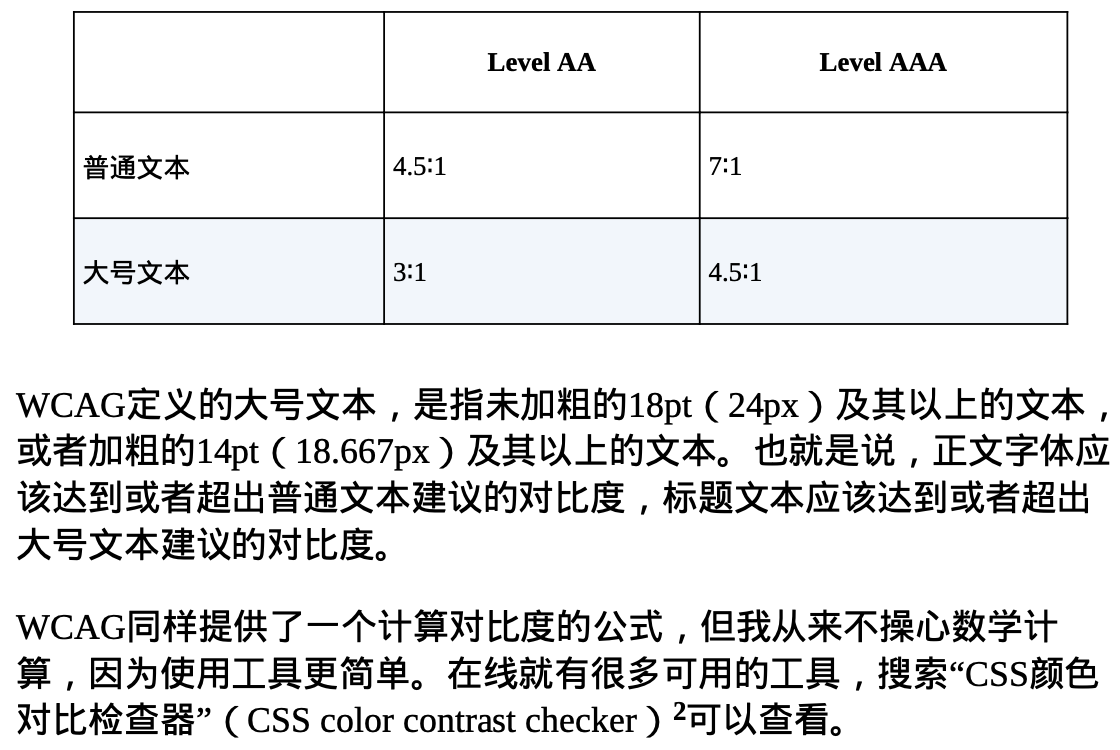 Level AA Level AAA
普通文本 4.5∶1 7∶1
大号文本 3∶1 4.5∶1
WCAG定义的大号文本，是指未加粗的18pt（24px）及其以上的文本，
或者加粗的14pt（18.667px）及其以上的文本。也就是说，正文字体应
该达到或者超出普通文本建议的对比度，标题文本应该达到或者超出
大号文本建议的对比度。
WCAG同样提供了一个计算对比度的公式，但我从来不操心数学计
算，因为使用工具更简单。在线就有很多可用的工具，搜索“CSS颜色
对比检查器”（CSS color contrast checker）2可以查看。